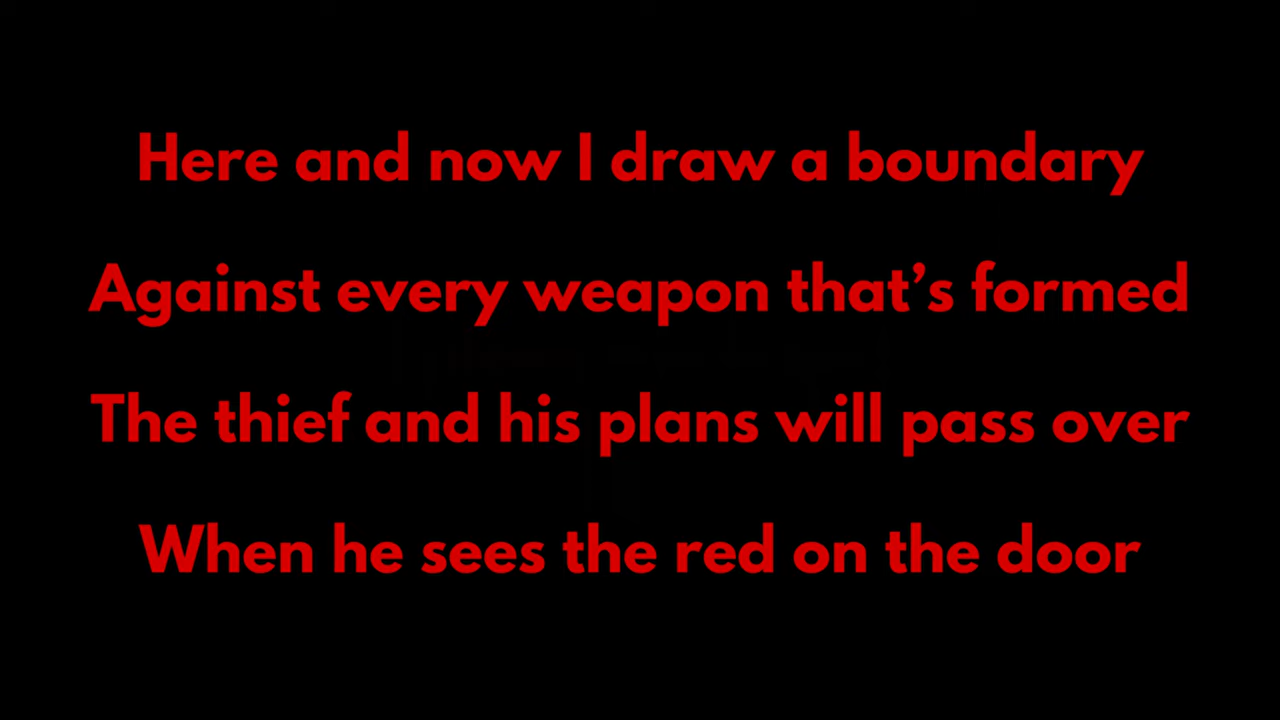 Here and now I draw a boundary
Against every weapon that’s formed
The thief and his plans will pass over
When he sees the red on the door